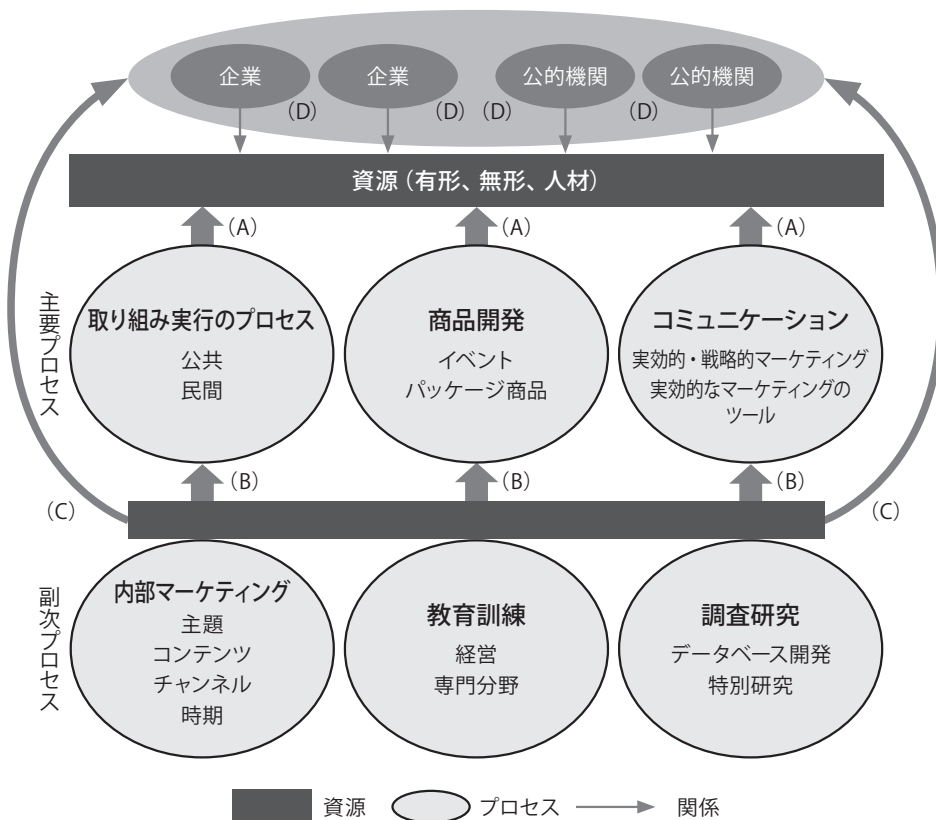 企業
企業
公的機関
公的機関
(D)
(D)
(D)
(D)
資源（有形、無形、人材）
(A)
(A)
(A)
主要プロセス
取り組み実行のプロセス
公共
民間
商品開発
イベント
パッケージ商品
コミュニケーション
実効的・戦略的マーケティング
実効的なマーケティングの
ツール
(B)
(B)
(B)
(C)
(C)
副次プロセス
内部マーケティング
主題
コンテンツ
チャンネル
時期
教育訓練
経営
専門分野
調査研究
データベース開発
特別研究
資源
プロセス
関係